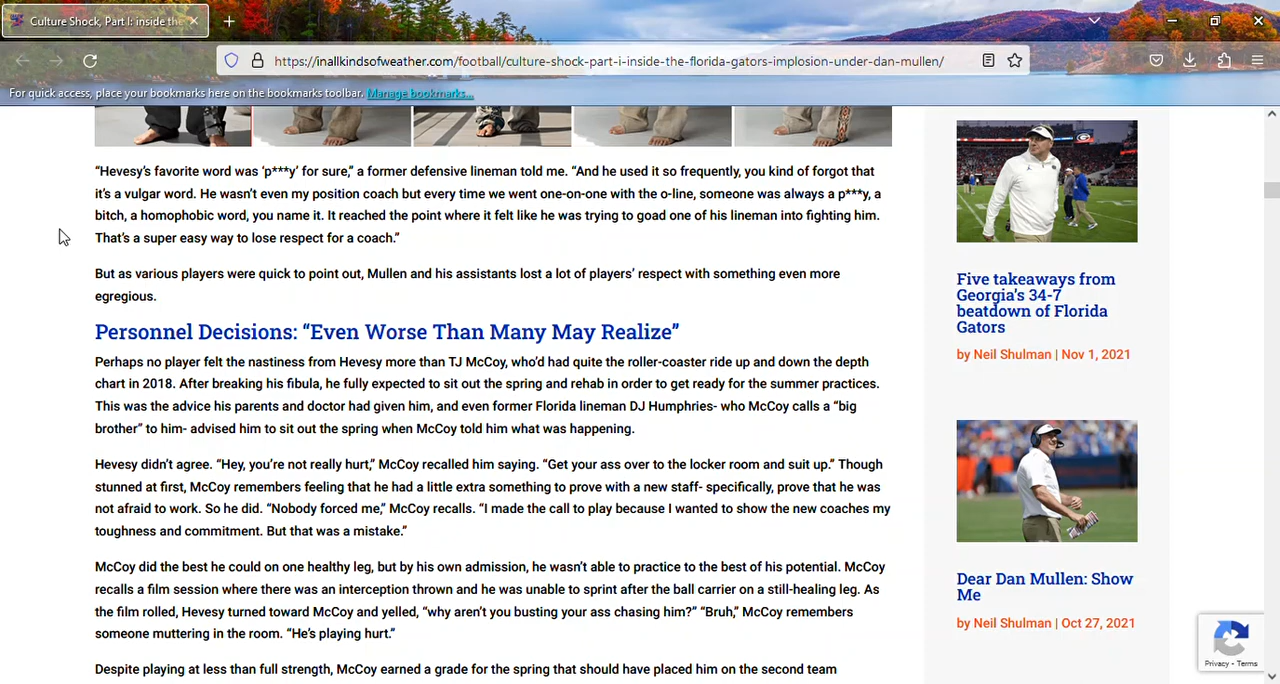 Culture Shock, Part I: inside the
https://inallkindsofweather.com/football/culture-shock-part-i-inside-the-florida-gators-implosion-under-dan-mullen/
For quick access, place your bookmarks here on the bookmarks toolbar. Manage bookmarks...
“Hevesy’s favorite word was ‘p***y’ for sure,” a former defensive lineman told me. “And he used it so frequently, you kind of forgot that
it’s a vulgar word. He wasn’t even my position coach but every time we went one-on-one with the o-line, someone was always a p***y, a
bitch, a homophobic word, you name it. It reached the point where it felt like he was trying to goad one of his lineman into fighting him.
That’s a super easy way to lose respect for a coach.”
But as various players were quick to point out, Mullen and his assistants lost a lot of players’ respect with something even more
egregious.
Personnel Decisions: “Even Worse Than Many May Realize”
Perhaps no player felt the nastiness from Hevesy more than TJ McCoy, who’d had quite the roller-coaster ride up and down the depth
chart in 2018. After breaking his fibula, he fully expected to sit out the spring and rehab in order to get ready for the summer practices.
This was the advice his parents and doctor had given him, and even former Florida lineman DJ Humphries- who McCoy calls a “big
brother” to him- advised him to sit out the spring when McCoy told him what was happening.
Hevesy didn’t agree. “Hey, you’re not really hurt,” McCoy recalled him saying. “Get your ass over to the locker room and suit up.” Though
stunned at first, McCoy remembers feeling that he had a little extra something to prove with a new staff- specifically, prove that he was
not afraid to work. So he did. “Nobody forced me,” McCoy recalls. “I made the call to play because I wanted to show the new coaches my
toughness and commitment. But that was a mistake.”
McCoy did the best he could on one healthy leg, but by his own admission, he wasn’t able to practice to the best of his potential. McCoy
recalls a film session where there was an interception thrown and he was unable to sprint after the ball carrier on a still-healing leg. As
the film rolled, Hevesy turned toward McCoy and yelled, “why aren’t you busting your ass chasing him?” “Bruh,” McCoy remembers
someone muttering in the room. “He’s playing hurt.”
Despite playing at less than full strength, McCoy earned a grade for the spring that should have placed him on the second team
Five takeaways from
Georgia’s 34-7
beatdown of Florida
Gators
by Neil Shulman | Nov 1, 2021
Dear Dan Mullen: Show
Me
by Neil Shulman | Oct 27, 2021
Privacy - Terms